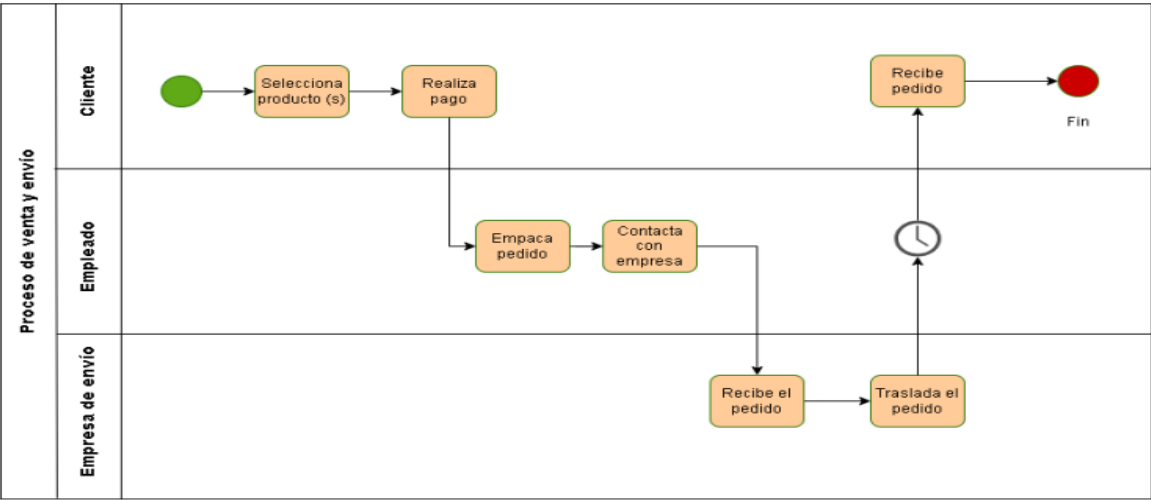 Proceso de venta y envío
Cliente
Selecciona
producto (s)
Realiza
pago
Recibe
pedido
Fin
Empleado
Empaca
pedido
Contacta
con
empresa
Empresa de envío
Recibe el
pedido
Traslada el
pedido